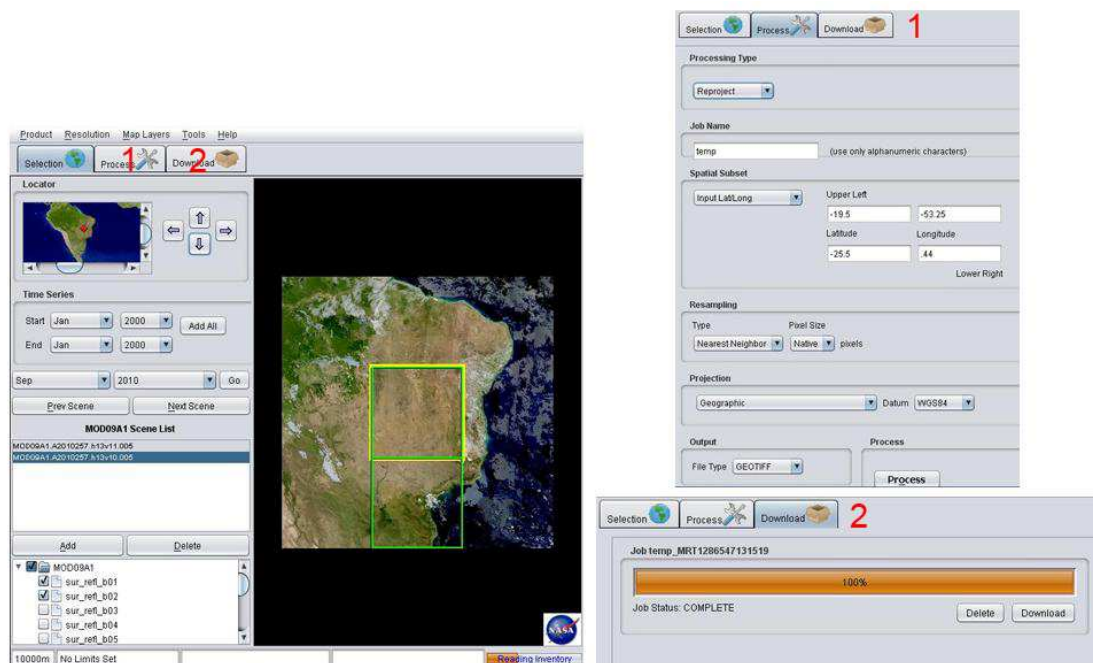 Product Resolution Map Layers Tools Help
Selection Process 1 Download 2
Locator
Time Series
Start Jan 2000 Add All
End Jan 2000
Sep 2010 Go
Prev Scene Next Scene
MOD09A1 Scene List
MOD09A1.A2010257.h13v11.005
MOD09A1.A2010257.h13v10.005
Add Delete
MOD09A1
sur_refl_b01
sur_refl_b02
sur_refl_b03
sur_refl_b04
sur_refl_b05
NASA
10000m No Limits Set Reading Inventory
Selection Process Download 1
Processing Type
Reproject
Job Name
temp (use only alphanumeric characters)
Spatial Subset
Input Lat/Long Upper Left
-19.5 -53.25
Latitude Longitude
-25.5 .44
Lower Right
Resampling
Type Pixel Size
Nearest Neighbor Native pixels
Projection
Geographic Datum WGS84
Output Process
File Type GEOTIFF
Process
Selection Process Download 2
Job temp_MRT1286547131519
100%
Job Status: COMPLETE
Delete Download